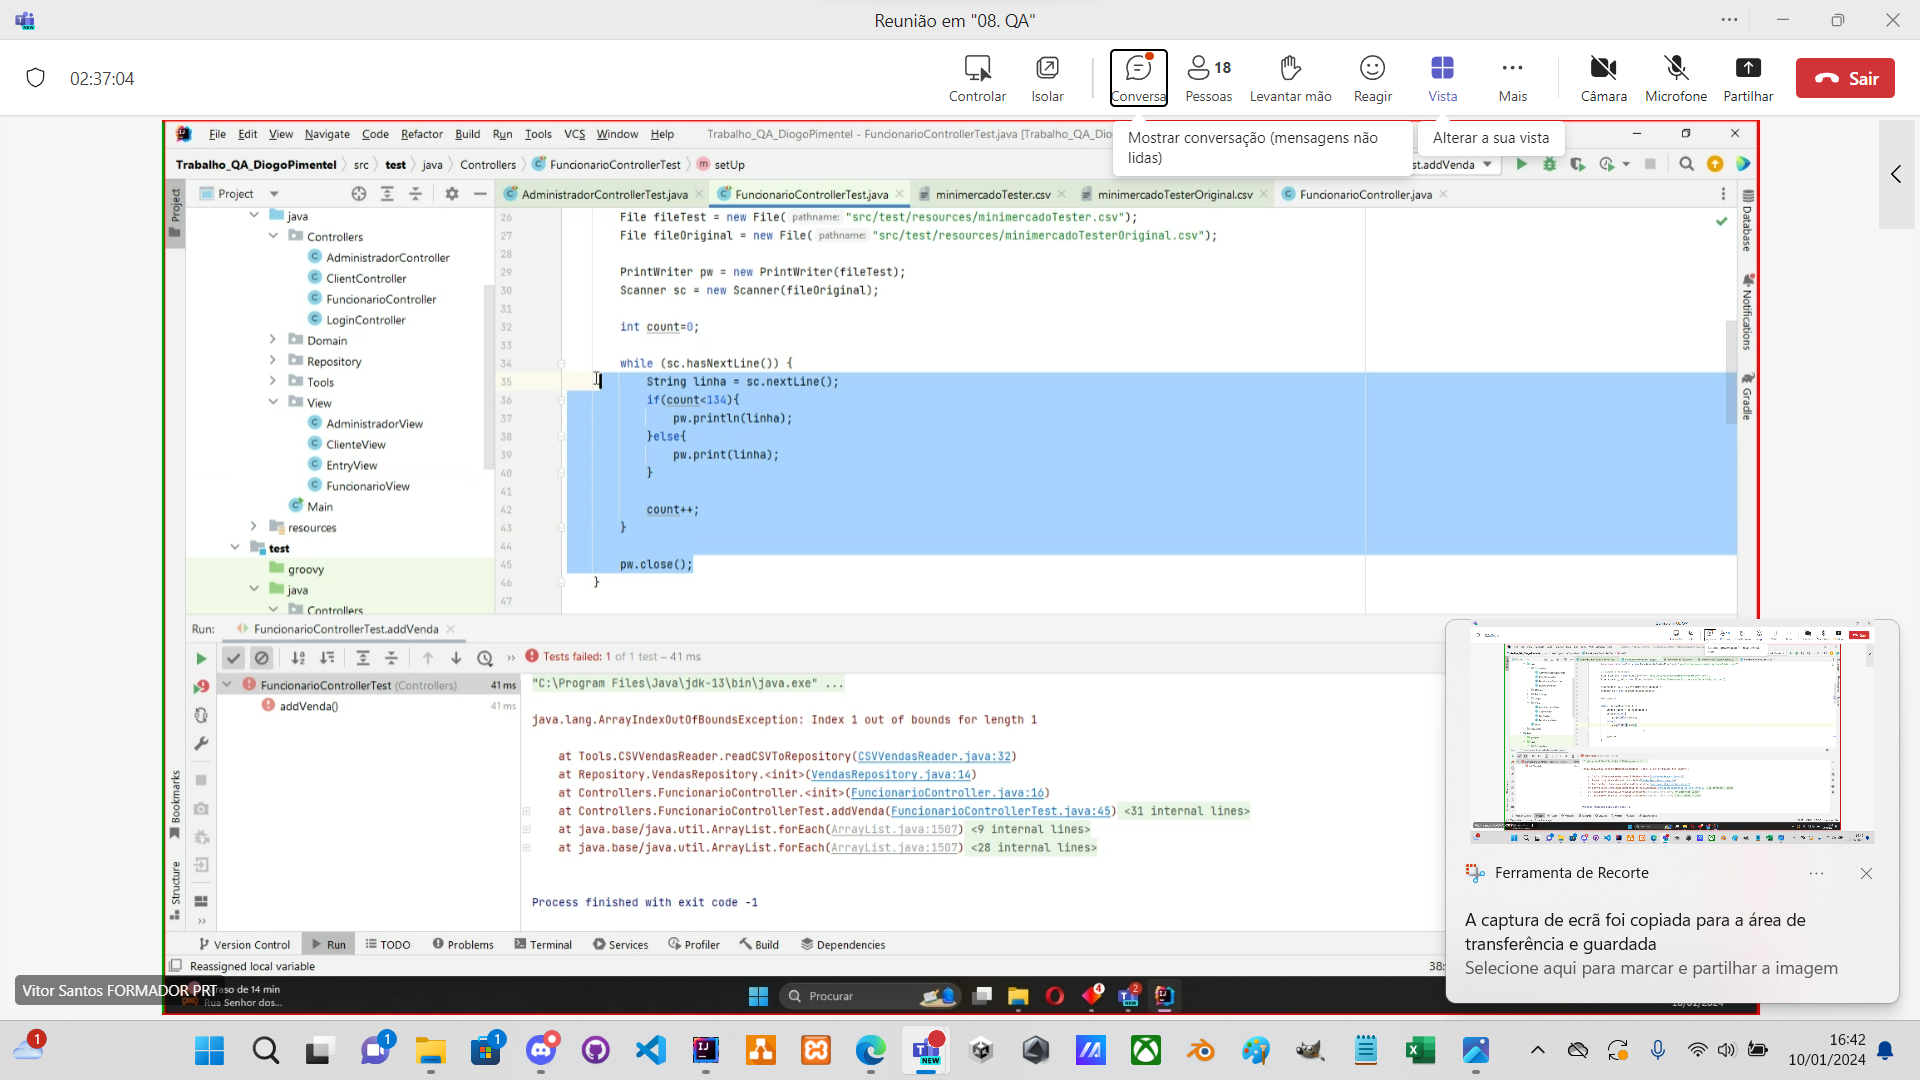 Reunião em "08. QA"
02:37:04
Controlar
Isolar
Conversa
18
Pessoas
Levantar mão
Reagir
Vista
Mais
Câmara
Microfone
Partilhar
Sair
Mostrar conversação (mensagens não
lidas)
Alterar a sua vista
File Edit View Navigate Code Refactor Build Run Tools VCS Window Help
Trabalho_QA_DiogoPimentel - FuncionarioControllerTest.java [Trabalho_QA_Dio
Trabalho_QA_DiogoPimentel src test java Controllers FuncionarioControllerTest setUp
st.addVenda
Project
AdministradorControllerTest.java FuncionarioControllerTest.java minimercadoTester.csv minimercadoTesterOriginal.csv FuncionarioController.java
Project
java
Controllers
AdministradorController
ClientController
FuncionarioController
LoginController
Domain
Repository
Tools
View
AdministradorView
ClienteView
EntryView
FuncionarioView
Main
resources
test
groovy
java
Controllers
26 File fileTest = new File( pathname: "src/test/resources/minimercadoTester.csv");
27 File fileOriginal = new File( pathname: "src/test/resources/minimercadoTesterOriginal.csv");
28
29 PrintWriter pw = new PrintWriter(fileTest);
30 Scanner sc = new Scanner(fileOriginal);
31
32 int count=0;
33
34 while (sc.hasNextLine()) {
35 String linha = sc.nextLine();
36 if(count<134){
37 pw.println(linha);
38 }else{
39 pw.print(linha);
40 }
41
42 count++;
43 }
44
45 pw.close();
46 }
47
Database
Notifications
Gradle
Run: FuncionarioControllerTest.addVenda
Tests failed: 1 of 1 test – 41 ms
FuncionarioControllerTest (Controllers) 41 ms
addVenda() 41 ms
"C:\Program Files\Java\jdk-13\bin\java.exe" ...
java.lang.ArrayIndexOutOfBoundsException: Index 1 out of bounds for length 1
at Tools.CSVVendasReader.readCSVToRepository(CSVVendasReader.java:32)
at Repository.VendasRepository.<init>(VendasRepository.java:14)
at Controllers.FuncionarioController.<init>(FuncionarioController.java:16)
at Controllers.FuncionarioControllerTest.addVenda(FuncionarioControllerTest.java:45) <31 internal lines>
at java.base/java.util.ArrayList.forEach(ArrayList.java:1507) <9 internal lines>
at java.base/java.util.ArrayList.forEach(ArrayList.java:1507) <28 internal lines>
Process finished with exit code -1
Bookmarks
Structure
Version Control Run TODO Problems Terminal Services Profiler Build Dependencies
Reassigned local variable
38:
Vitor Santos FORMADOR PRT
aso de 14 min
Rua Senhor dos...
Procurar
4
2
Ferramenta de Recorte
A captura de ecrã foi copiada para a área de
transferência e guardada
Selecione aqui para marcar e partilhar a imagem
1
1
1
NEW
16:42
10/01/2024